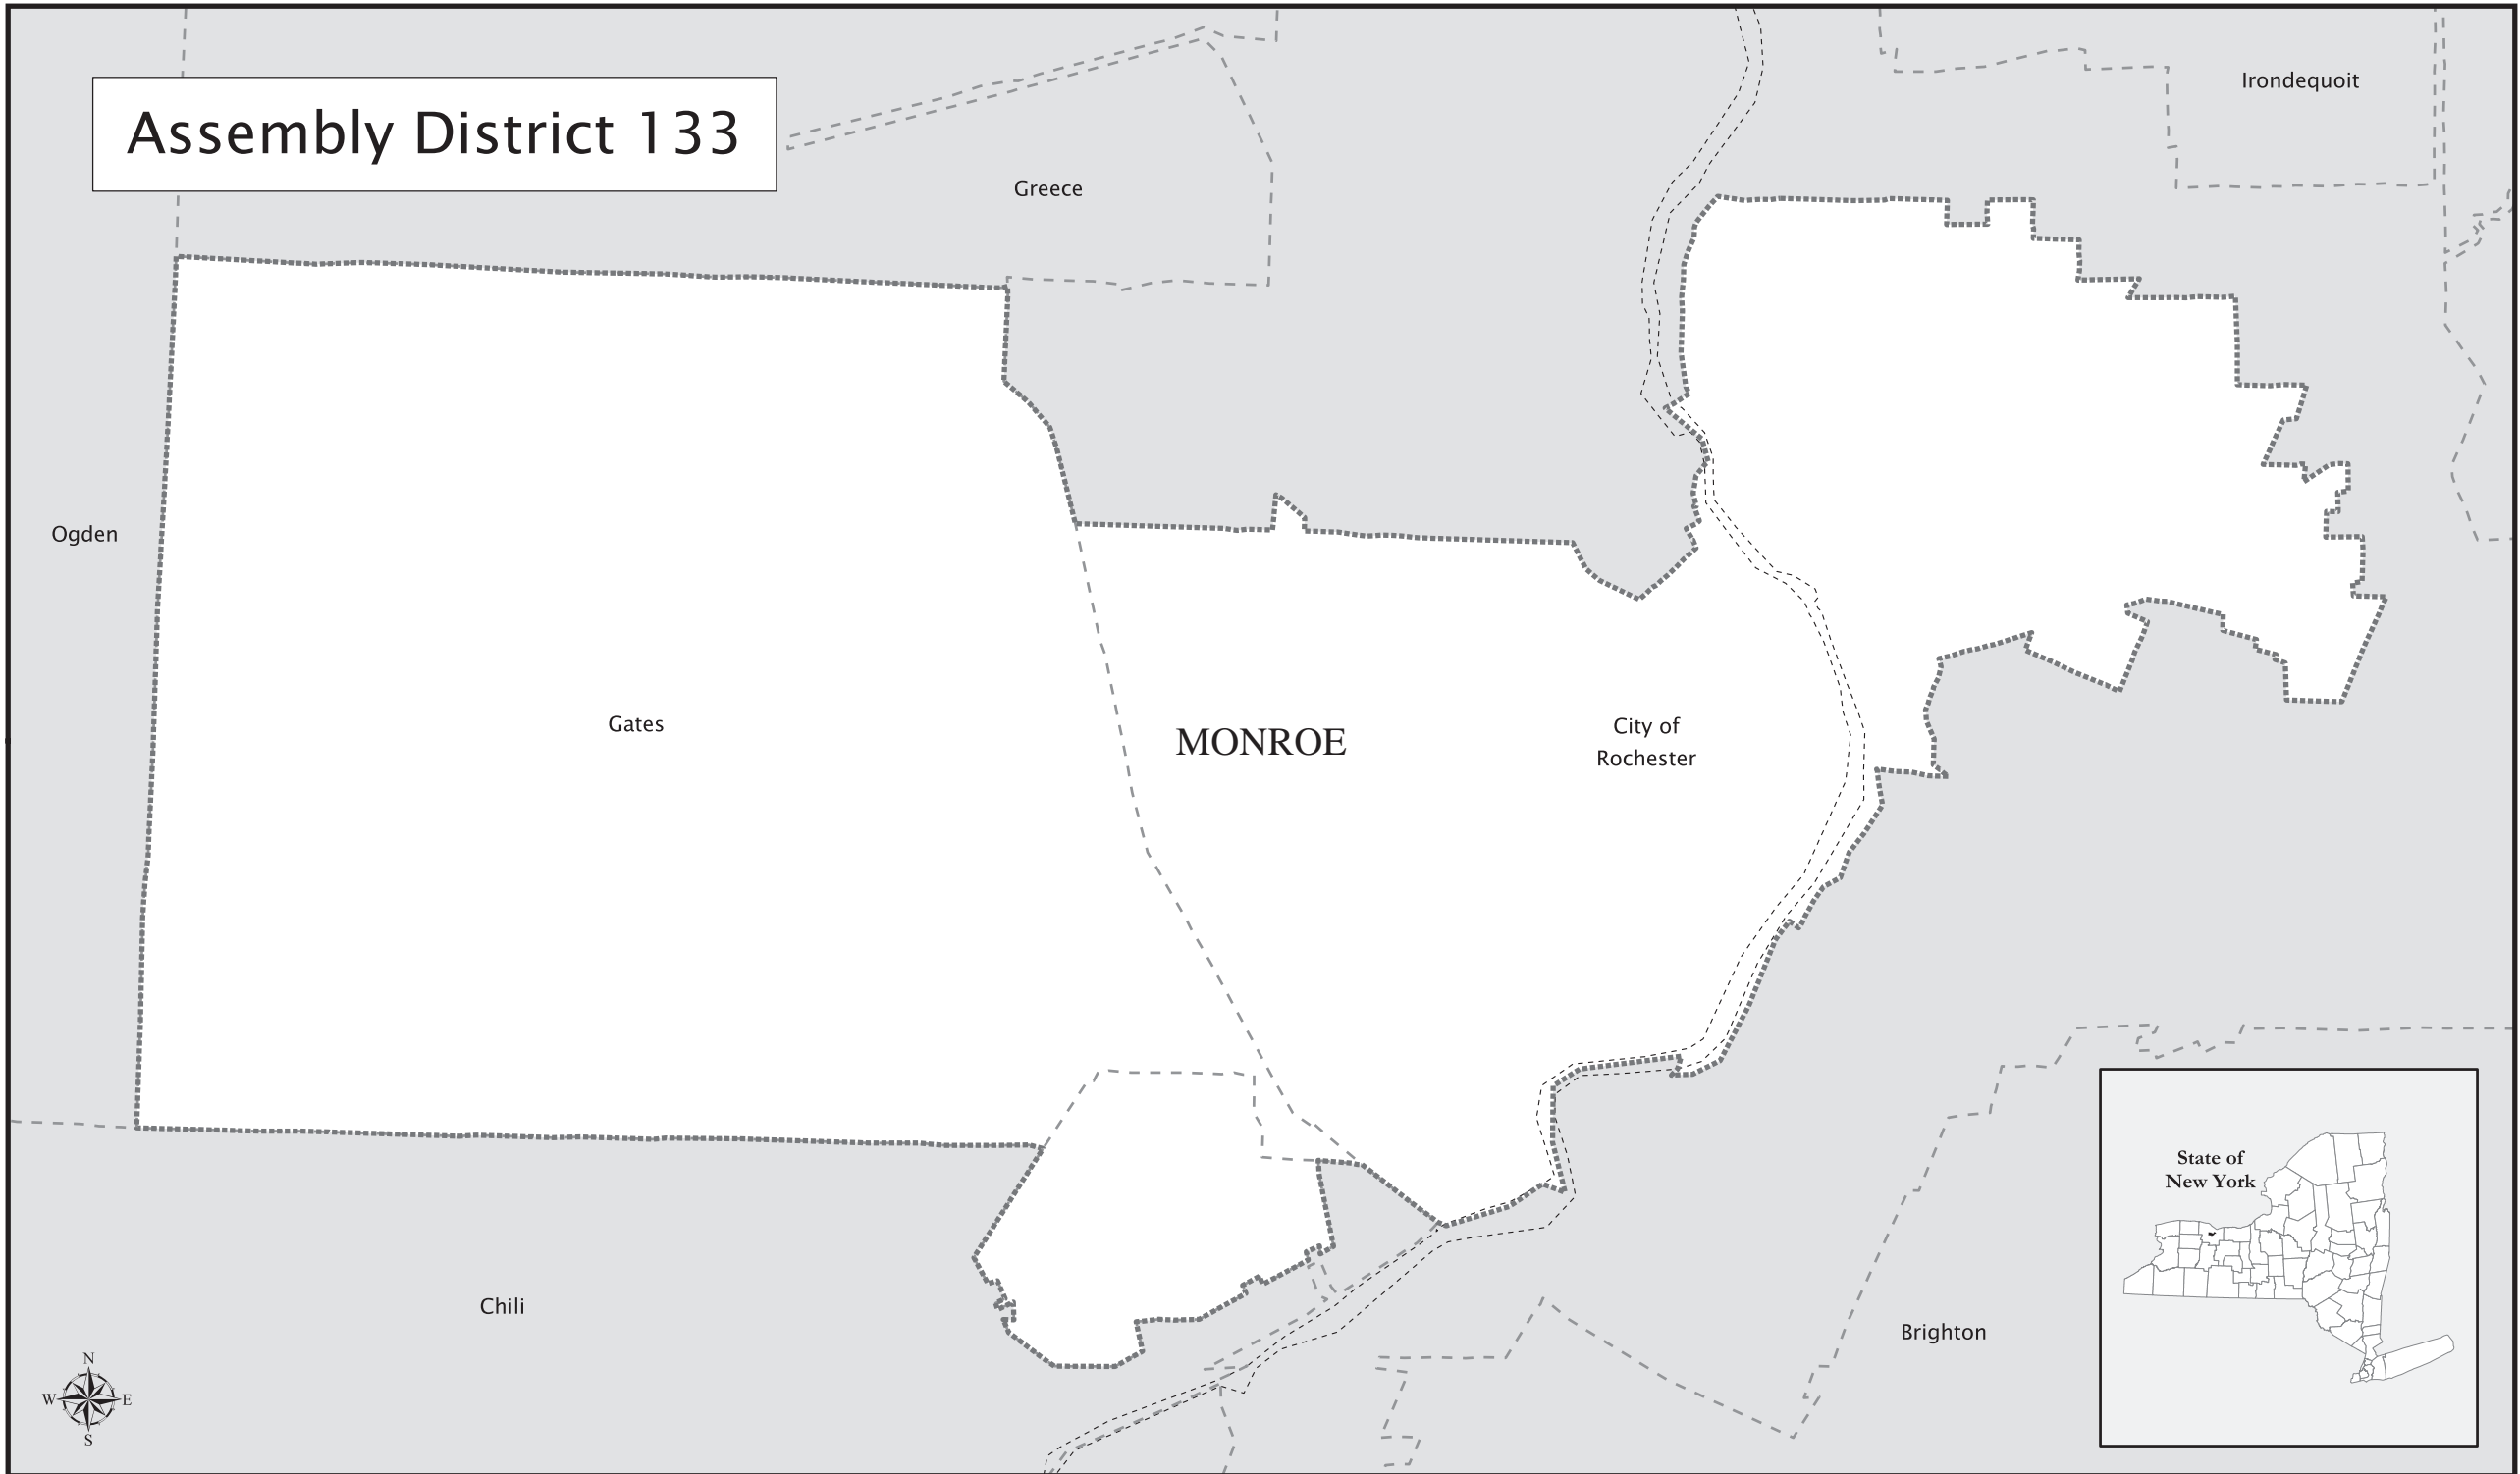 Irondequoit
Assembly District 133
Greece
Ogden
Gates
MONROE
City of
Rochester
State of
New York
Chili
Brighton
N
W E
S